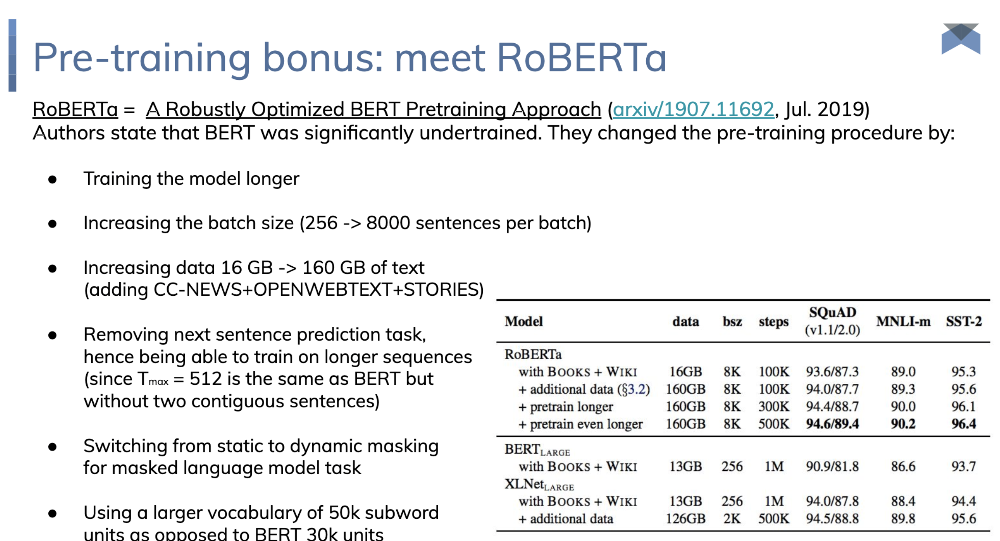 Pre-training bonus: meet RoBERTa
RoBERTa = A Robustly Optimized BERT Pretraining Approach (arxiv/1907.11692, Jul. 2019)
Authors state that BERT was significantly undertrained. They changed the pre-training procedure by:
● Training the model longer
● Increasing the batch size (256 -> 8000 sentences per batch)
● Increasing data 16 GB -> 160 GB of text
(adding CC-NEWS+OPENWEBTEXT+STORIES)
● Removing next sentence prediction task,
hence being able to train on longer sequences
(since Tmax = 512 is the same as BERT but
without two contiguous sentences)
● Switching from static to dynamic masking
for masked language model task
● Using a larger vocabulary of 50k subword
units as opposed to BERT 30k units
Model data bsz steps SQuAD (v1.1/2.0) MNLI-m SST-2
RoBERTa
with BOOKS + WIKI 16GB 8K 100K 93.6/87.3 89.0 95.3
+ additional data (§3.2) 160GB 8K 100K 94.0/87.7 89.3 95.6
+ pretrain longer 160GB 8K 300K 94.4/88.7 90.0 96.1
+ pretrain even longer 160GB 8K 500K 94.6/89.4 90.2 96.4
BERTLARGE
with BOOKS + WIKI 13GB 256 1M 90.9/81.8 86.6 93.7
XLNetLARGE
with BOOKS + WIKI 13GB 256 1M 94.0/87.8 88.4 94.4
+ additional data 126GB 2K 500K 94.5/88.8 89.8 95.6